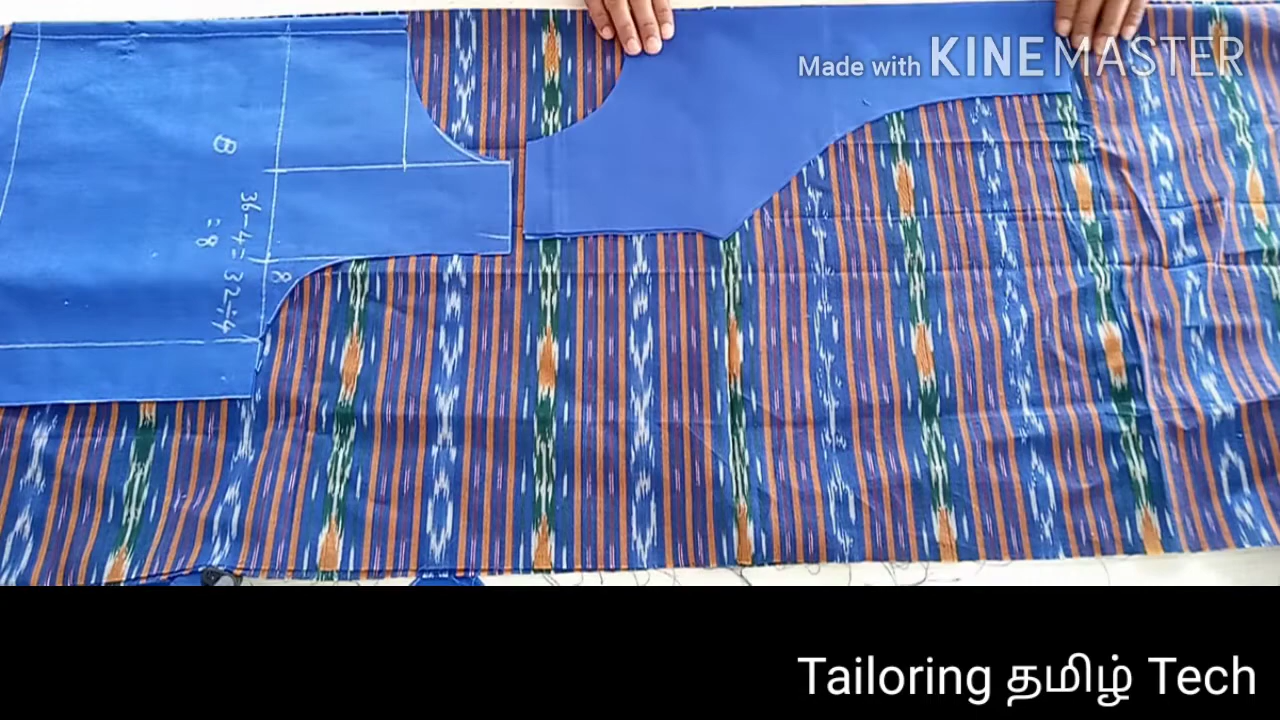 Made with KINEMASTER
B
36-4=32÷4
=8
8
Tailoring தமிழ் Tech